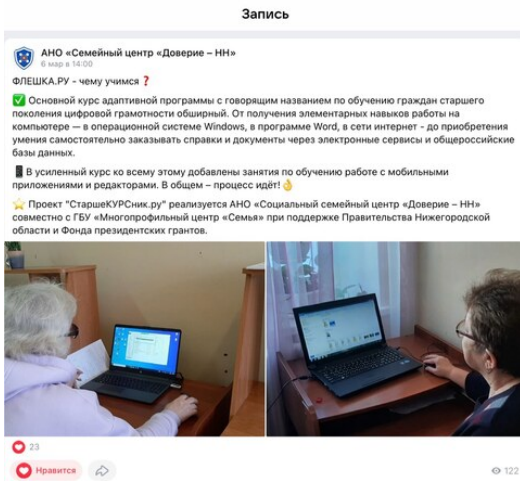 Запись
АНО «Семейный центр «Доверие – НН»
6 мар в 14:00
ФЛЕШКА.РУ - чему учимся ❓
✅ Основной курс адаптивной программы с говорящим названием по обучению граждан старшего
поколения цифровой грамотности обширный. От получения элементарных навыков работы на
компьютере — в операционной системе Windows, в программе Word, в сети интернет - до приобретения
умения самостоятельно заказывать справки и документы через электронные сервисы и общероссийские
базы данных.
📱В усиленный курс ко всему этому добавлены занятия по обучению работе с мобильными
приложениями и редакторами. В общем – процесс идёт!👌
⭐ Проект "СтаршеКУРСник.ру" реализуется АНО «Социальный семейный центр «Доверие – НН»
совместно с ГБУ «Многопрофильный центр «Семья» при поддержке Правительства Нижегородской
области и Фонда президентских грантов.
23
Нравится
122